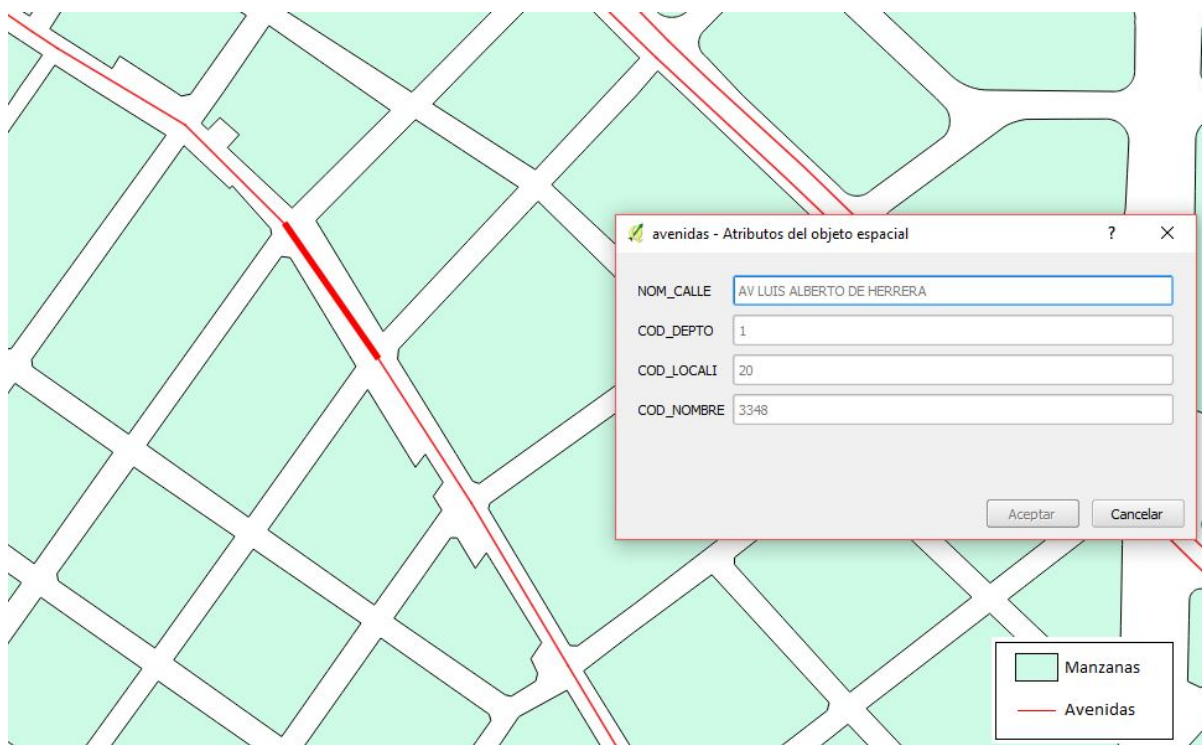 avenidas - Atributos del objeto espacial ? X
NOM_CALLE AV LUIS ALBERTO DE HERRERA
COD_DEPTO 1
COD_LOCALI 20
COD_NOMBRE 3348
Aceptar Cancelar
Manzanas
Avenidas